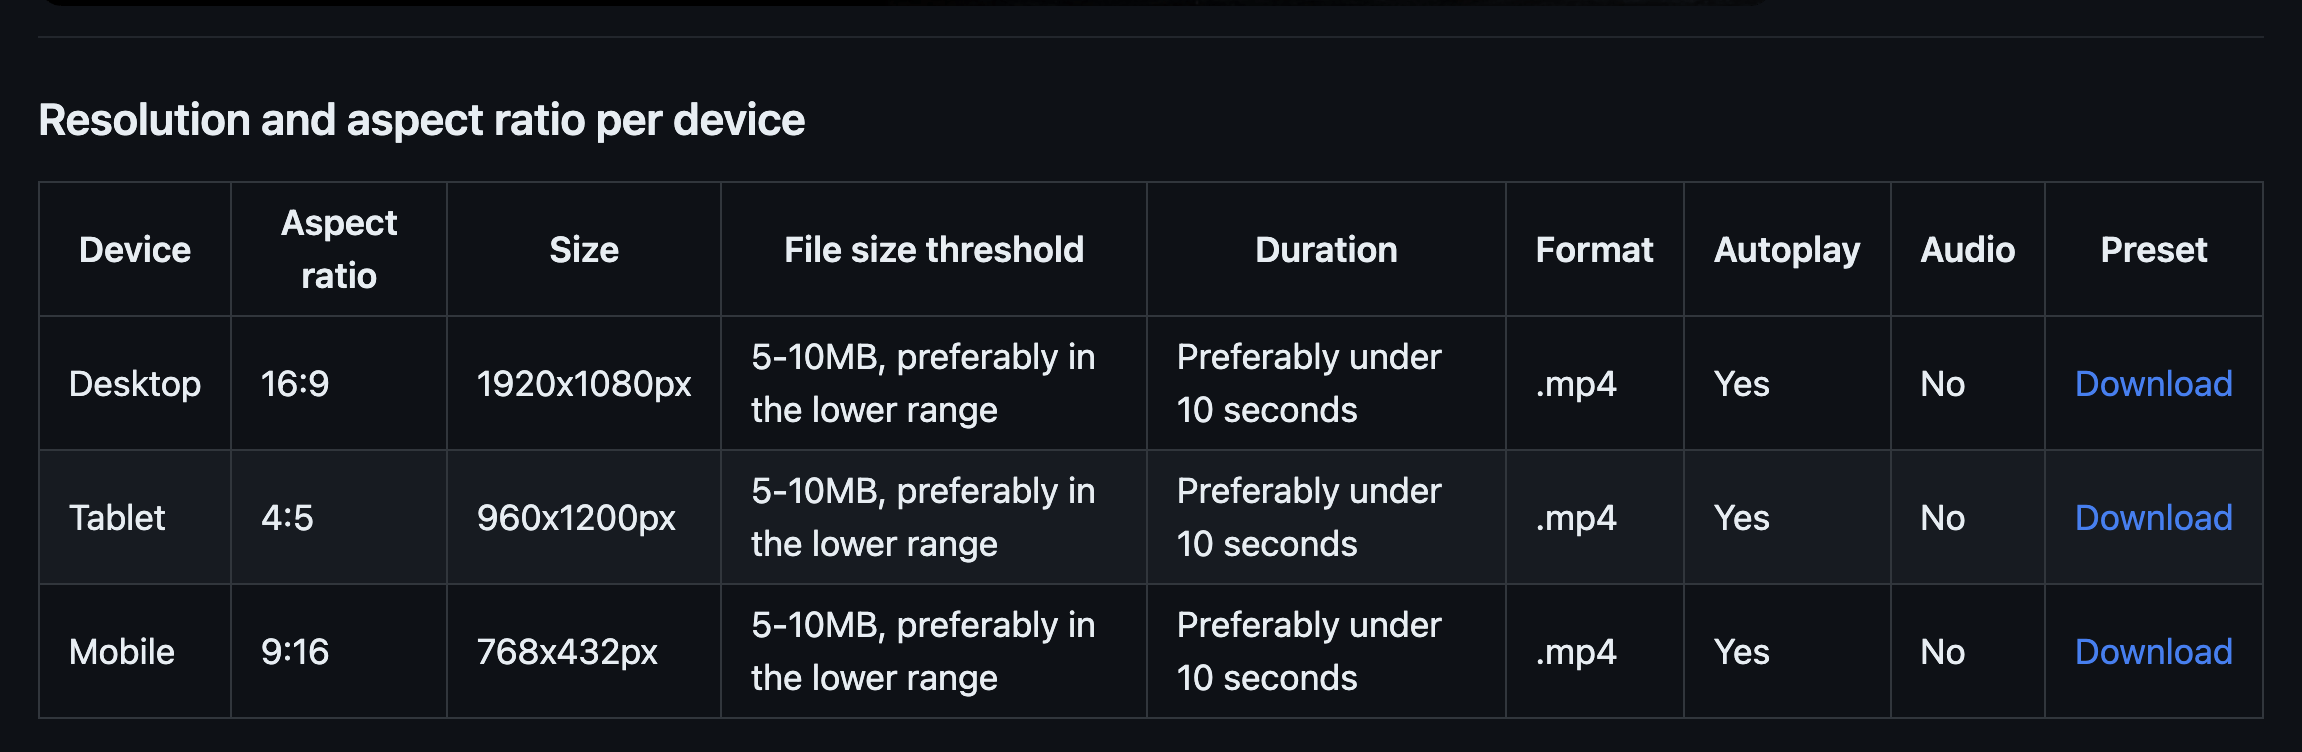 Resolution and aspect ratio per device
Device
Aspect
ratio
Size
File size threshold
Duration
Format
Autoplay
Audio
Preset
Desktop
16:9
1920x1080px
5-10MB, preferably in
the lower range
Preferably under
10 seconds
.mp4
Yes
No
Download
Tablet
4:5
960x1200px
5-10MB, preferably in
the lower range
Preferably under
10 seconds
.mp4
Yes
No
Download
Mobile
9:16
768x432px
5-10MB, preferably in
the lower range
Preferably under
10 seconds
.mp4
Yes
No
Download